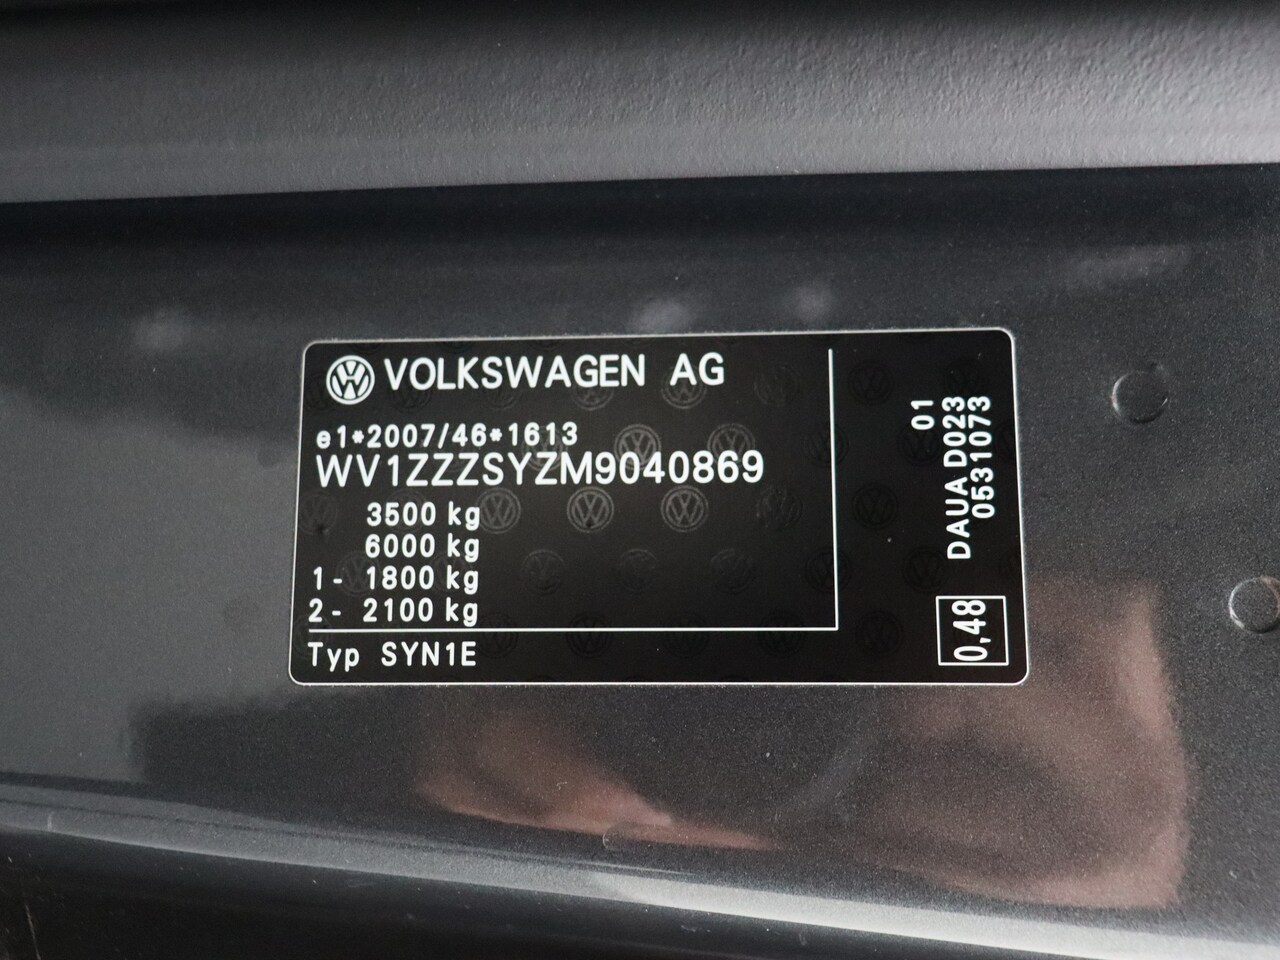 VOLKSWAGEN AG
e1*2007/46*1613
WV1ZZZSYZM9040869
3500 kg
6000 kg
1- 1800 kg
2- 2100 kg
Typ SYN1E
01
DAUA D023
0531073
0,48